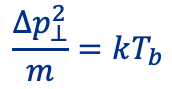 Δp⊥²/m = kT_b